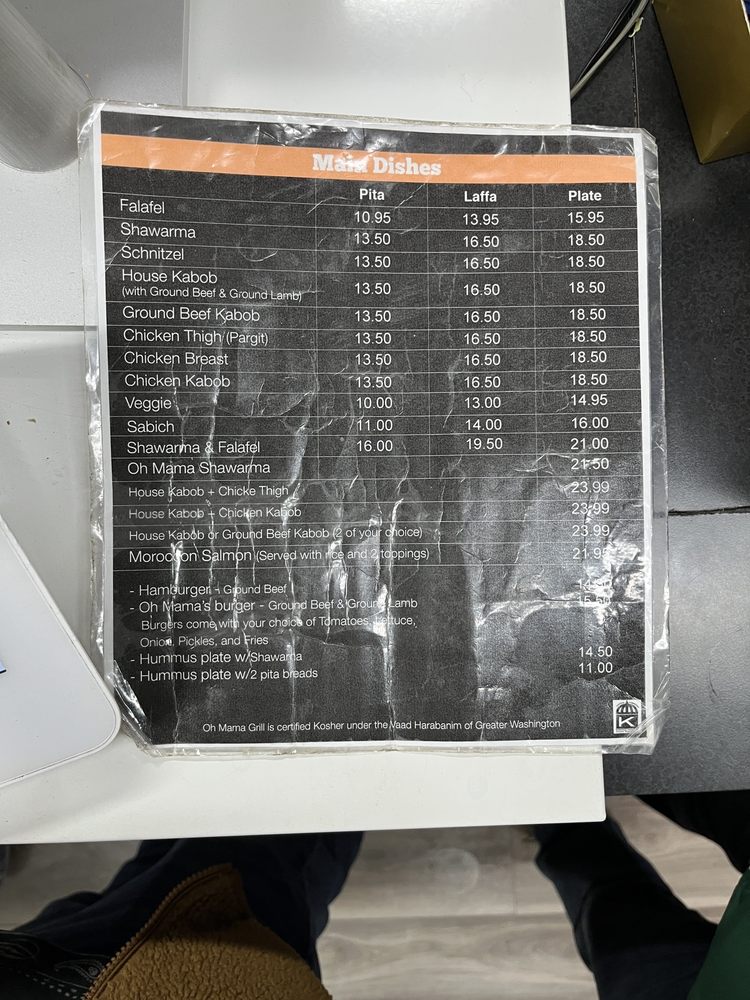 Main Dishes
Pita Laffa Plate
Falafel 10.95 13.95 15.95
Shawarma 13.50 16.50 18.50
Schnitzel 13.50 16.50 18.50
House Kabob
(with Ground Beef & Ground Lamb) 13.50 16.50 18.50
Ground Beef Kabob 13.50 16.50 18.50
Chicken Thigh (Pargit) 13.50 16.50 18.50
Chicken Breast 13.50 16.50 18.50
Chicken Kabob 13.50 16.50 18.50
Veggie 10.00 13.00 14.95
Sabich 11.00 14.00 16.00
Shawarma & Falafel 16.00 19.50 21.00
Oh Mama Shawarma 21.50
House Kabob + Chicke Thigh 23.99
House Kabob + Chicken Kabob 23.99
House Kabob or Ground Beef Kabob (2 of your choice) 23.99
Moroccon Salmon (Served with rice and 2 toppings) 21.95
- Hamburger - Ground Beef
- Oh Mama's burger - Ground Beef & Ground Lamb
Burgers come with your choice of Tomatoes, Lettuce,
Onion, Pickles, and Fries
- Hummus plate w/Shawarma 14.50
- Hummus plate w/2 pita breads 11.00
K
Oh Mama Grill is certified Kosher under the Vaad Harabanim of Greater Washington